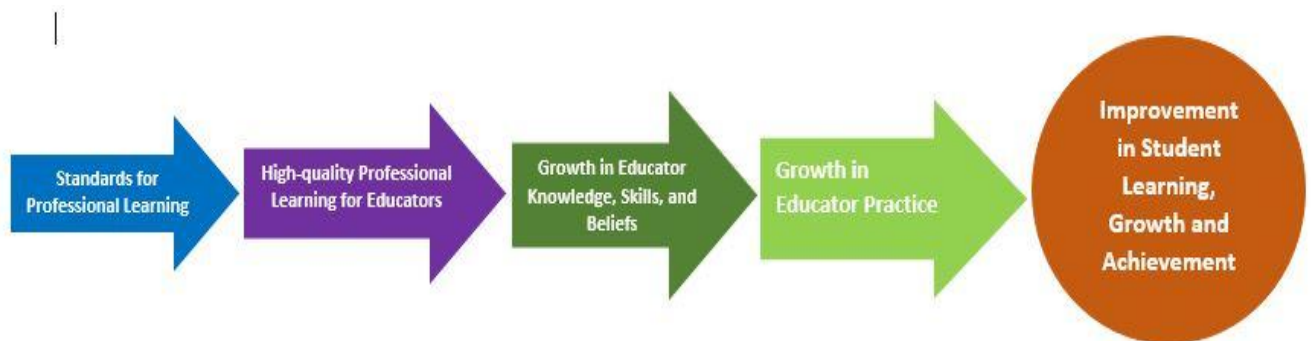 Standards for
Professional Learning
High-quality Professional
Learning for Educators
Growth in Educator
Knowledge, Skills, and
Beliefs
Growth in
Educator Practice
Improvement
in Student
Learning,
Growth and
Achievement